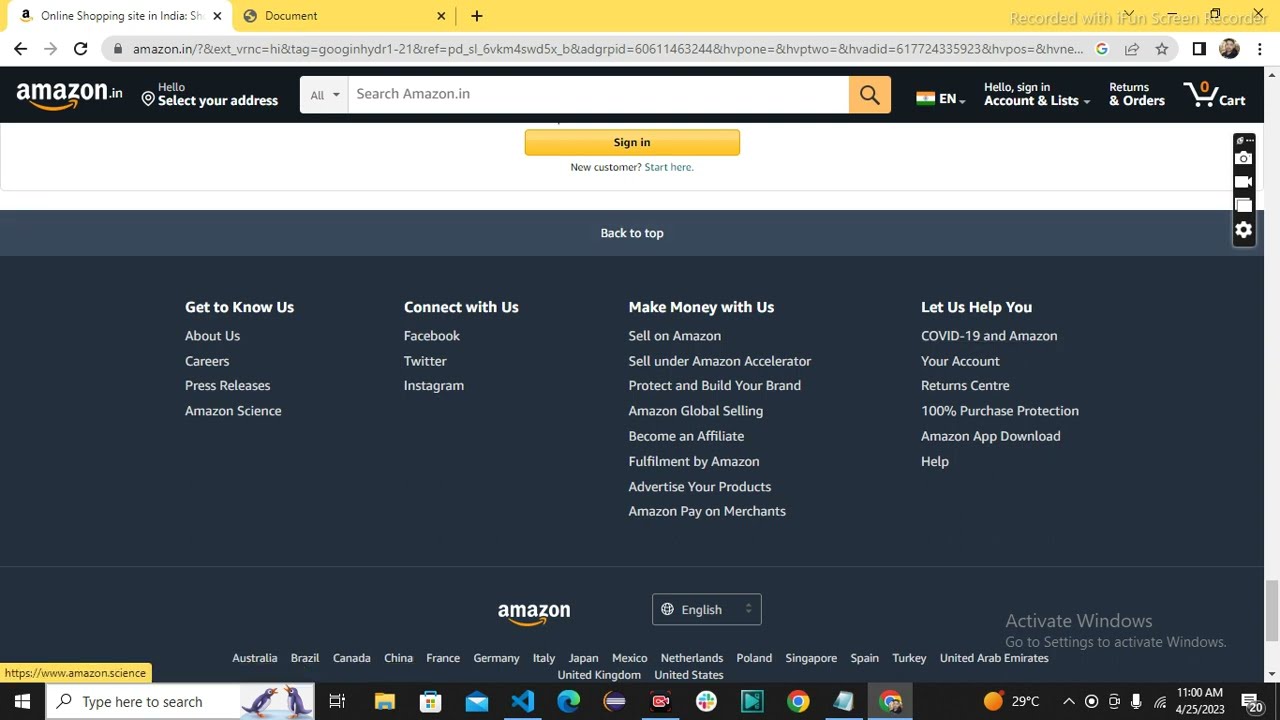 Online Shopping site in India: Sho
Document
Recorded with iFun Screen Recorder
amazon.in/?&ext_vrnc=hi&tag=googinhydr1-21&ref=pd_sl_6vkm4swd5x_b&adgrpid=60611463244&hvpone=&hvptwo=&hvadid=617724335923&hvpos=&hvne...
amazon.in
Hello
Select your address
All
Search Amazon.in
EN
Hello, sign in
Account & Lists
Returns
& Orders
0
Cart
Sign in
New customer? Start here.
Back to top
Get to Know Us
About Us
Careers
Press Releases
Amazon Science
Connect with Us
Facebook
Twitter
Instagram
Make Money with Us
Sell on Amazon
Sell under Amazon Accelerator
Protect and Build Your Brand
Amazon Global Selling
Become an Affiliate
Fulfilment by Amazon
Advertise Your Products
Amazon Pay on Merchants
Let Us Help You
COVID-19 and Amazon
Your Account
Returns Centre
100% Purchase Protection
Amazon App Download
Help
amazon
English
Activate Windows
Go to Settings to activate Windows.
Australia Brazil Canada China France Germany Italy Japan Mexico Netherlands Poland Singapore Spain Turkey United Arab Emirates
United Kingdom United States
https://www.amazon.science
Type here to search
29°C
11:00 AM
4/25/2023
20